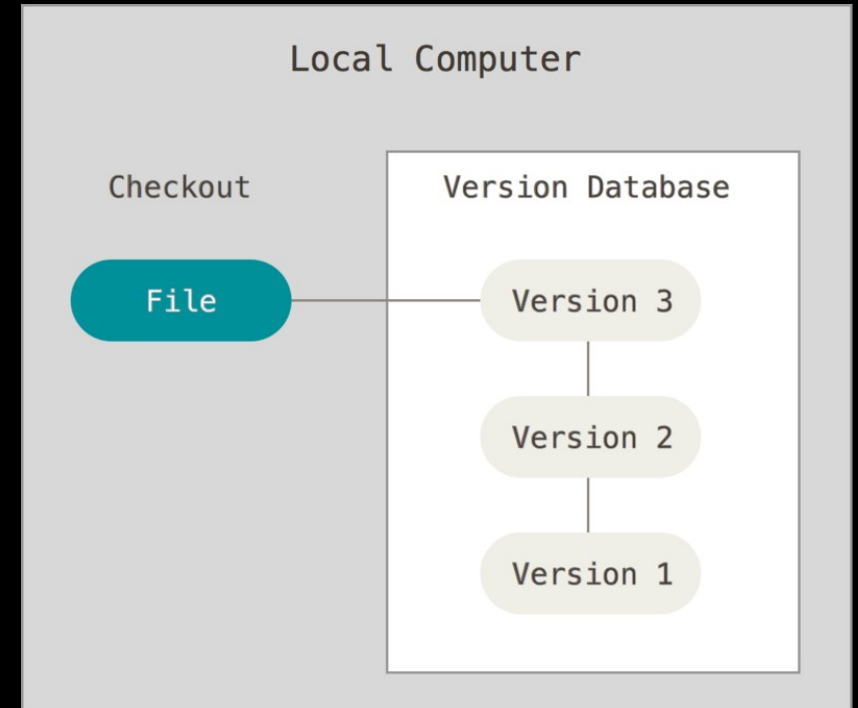 Local Computer
Checkout
Version Database
File
Version 3
Version 2
Version 1